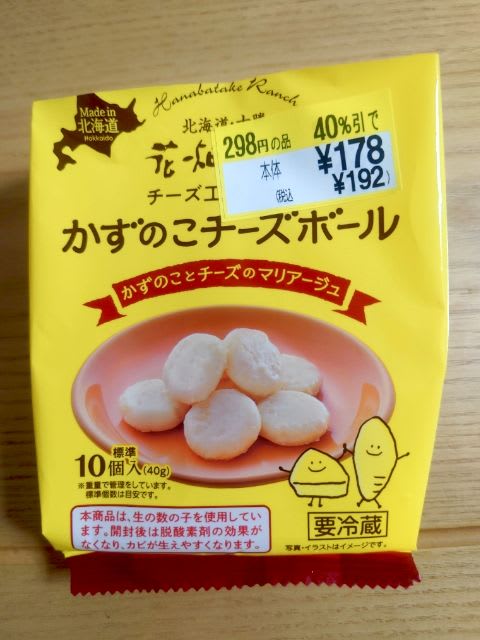 Hanabatake Ranch
Made in
北海道
Hokkaido
北海道・十勝
298円の品
40%引で
本体
¥178
(税込
¥192)
花畑
チーズ工
かずのこチーズボール
かずのことチーズのマリアージュ
標準
10個入(40g)
※重量で管理をしています。
標準個数は目安です。
本商品は、生の数の子を使用してい
ます。開封後は脱酸素剤の効果が
なくなり、カビが生えやすくなります。
要冷蔵
写真・イラストはイメージです。